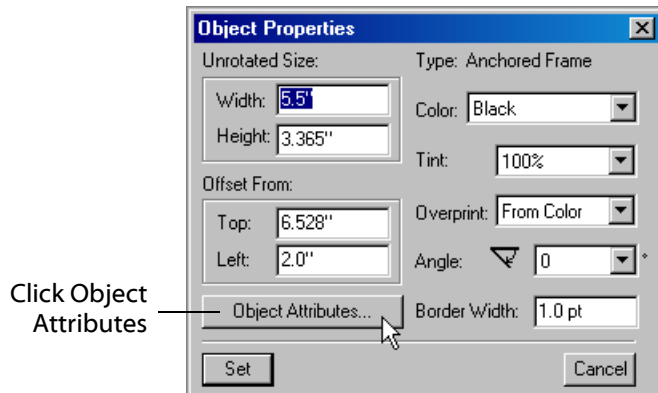 Object Properties
Unrotated Size:
Width: 5.5"
Height: 3.365"
Offset From:
Top: 6.528"
Left: 2.0"
Object Attributes...
Set
Type: Anchored Frame
Color: Black
Tint: 100%
Overprint: From Color
Angle: 0 °
Border Width: 1.0 pt
Cancel
Click Object
Attributes